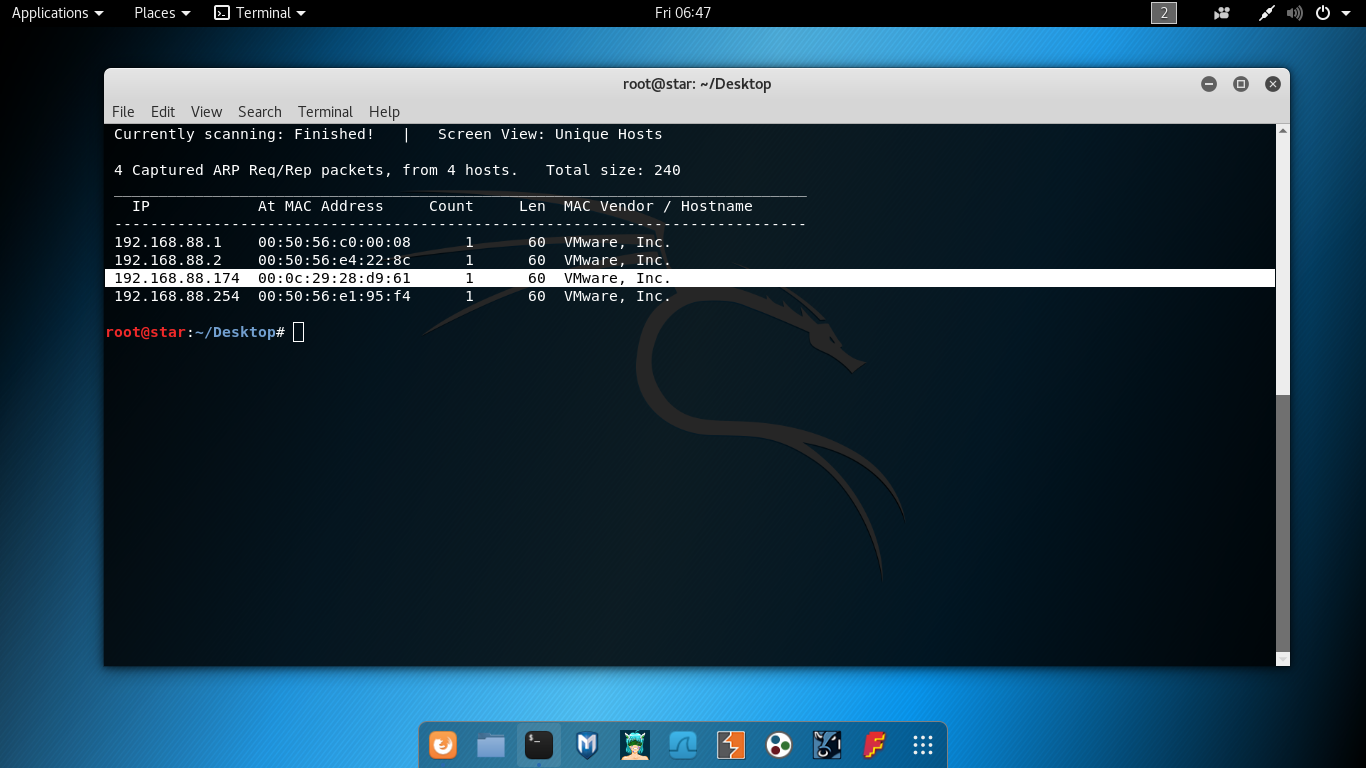 Applications Places Terminal Fri 06:47 2
root@star: ~/Desktop
File Edit View Search Terminal Help
Currently scanning: Finished!   |   Screen View: Unique Hosts
4 Captured ARP Req/Rep packets, from 4 hosts.   Total size: 240
_____________________________________________________________________________
  IP            At MAC Address     Count     Len  MAC Vendor / Hostname
-----------------------------------------------------------------------------
192.168.88.1    00:50:56:c0:00:08      1      60  VMware, Inc.
192.168.88.2    00:50:56:e4:22:8c      1      60  VMware, Inc.
192.168.88.174  00:0c:29:28:d9:61      1      60  VMware, Inc.
192.168.88.254  00:50:56:e1:95:f4      1      60  VMware, Inc.
root@star:~/Desktop#
$_